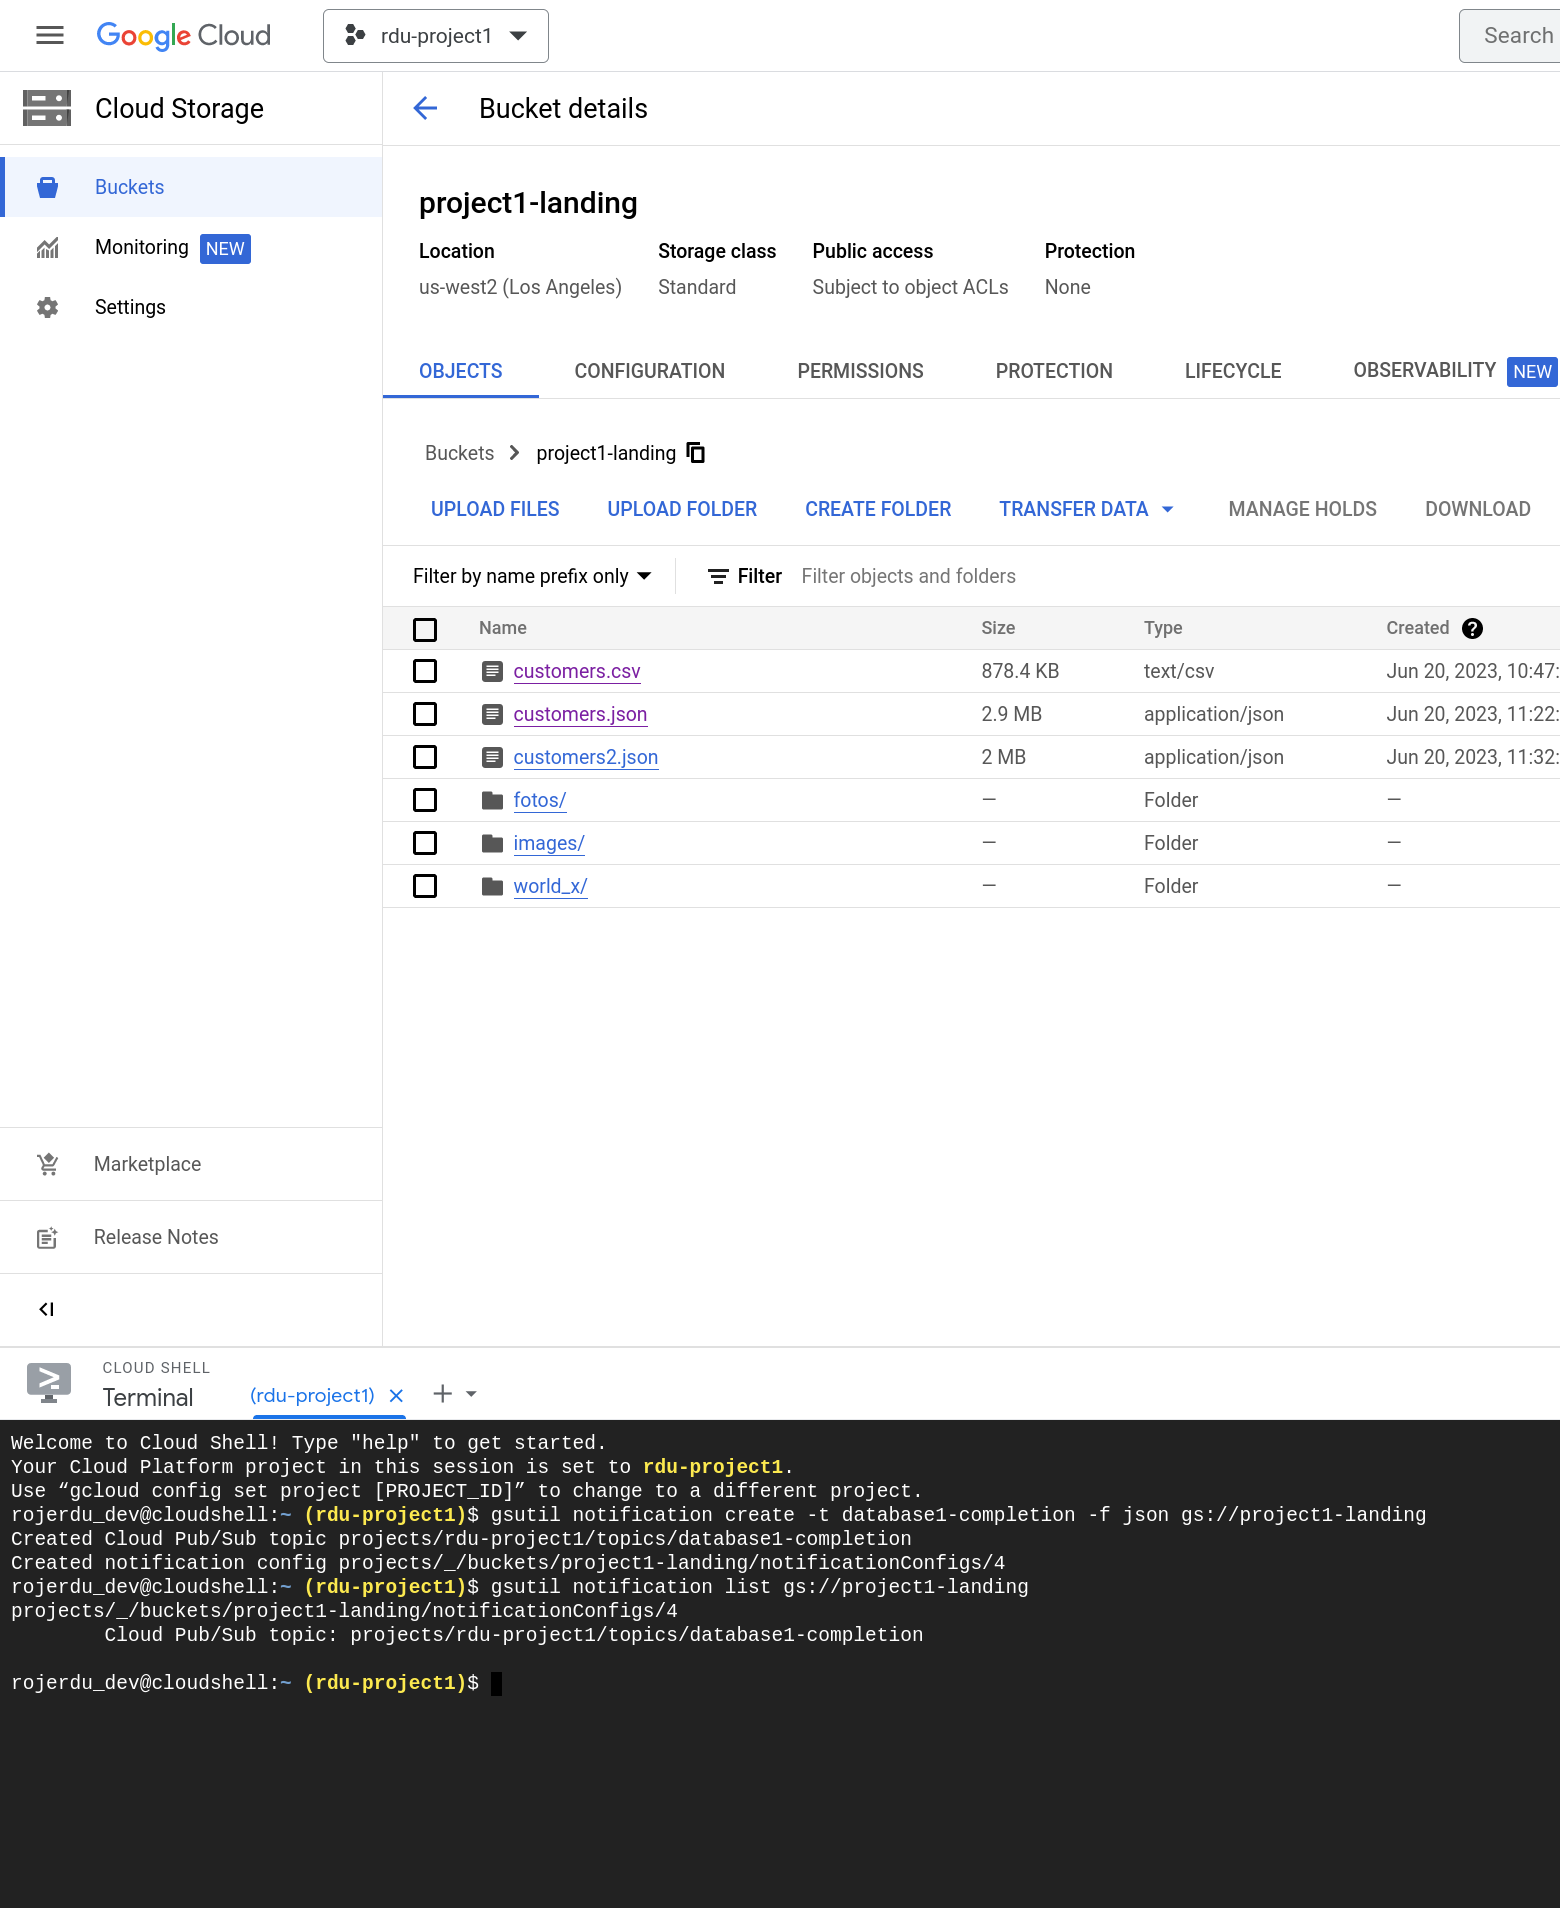 Google Cloud
rdu-project1
Search
Cloud Storage
Bucket details
Buckets
Monitoring NEW
Settings
project1-landing
Location Storage class Public access Protection
us-west2 (Los Angeles) Standard Subject to object ACLs None
OBJECTS CONFIGURATION PERMISSIONS PROTECTION LIFECYCLE OBSERVABILITY NEW
Buckets project1-landing
UPLOAD FILES UPLOAD FOLDER CREATE FOLDER TRANSFER DATA MANAGE HOLDS DOWNLOAD
Filter by name prefix only Filter Filter objects and folders
Name Size Type Created
customers.csv 878.4 KB text/csv Jun 20, 2023, 10:47:
customers.json 2.9 MB application/json Jun 20, 2023, 11:22:
customers2.json 2 MB application/json Jun 20, 2023, 11:32:
fotos/ — Folder —
images/ — Folder —
world_x/ — Folder —
Marketplace
Release Notes
CLOUD SHELL
Terminal (rdu-project1)
Welcome to Cloud Shell! Type "help" to get started.
Your Cloud Platform project in this session is set to rdu-project1.
Use “gcloud config set project [PROJECT_ID]” to change to a different project.
rojerdu_dev@cloudshell:~ (rdu-project1)$ gsutil notification create -t database1-completion -f json gs://project1-landing
Created Cloud Pub/Sub topic projects/rdu-project1/topics/database1-completion
Created notification config projects/_/buckets/project1-landing/notificationConfigs/4
rojerdu_dev@cloudshell:~ (rdu-project1)$ gsutil notification list gs://project1-landing
projects/_/buckets/project1-landing/notificationConfigs/4
Cloud Pub/Sub topic: projects/rdu-project1/topics/database1-completion
rojerdu_dev@cloudshell:~ (rdu-project1)$